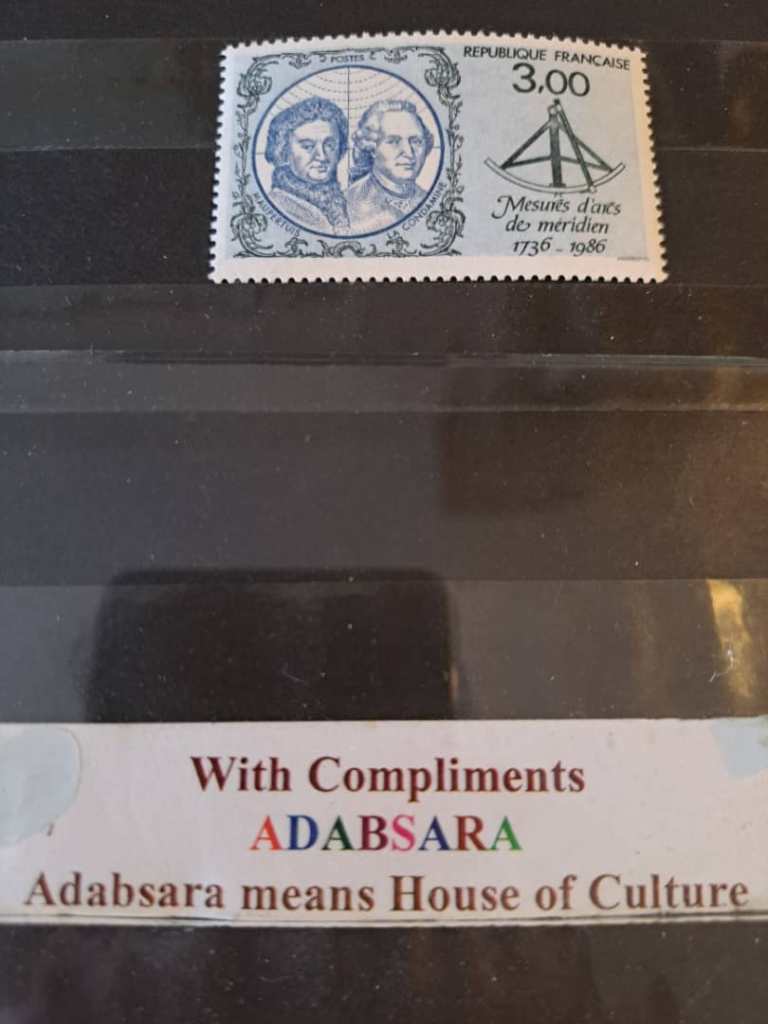 POSTES
REPUBLIQUE FRANCAISE
3,00
MAUPERTUIS
LA CONDAMINE
Mesures d'arcs
de méridien
1736 - 1986
With Compliments
ADABSARA
Adabsara means House of Culture